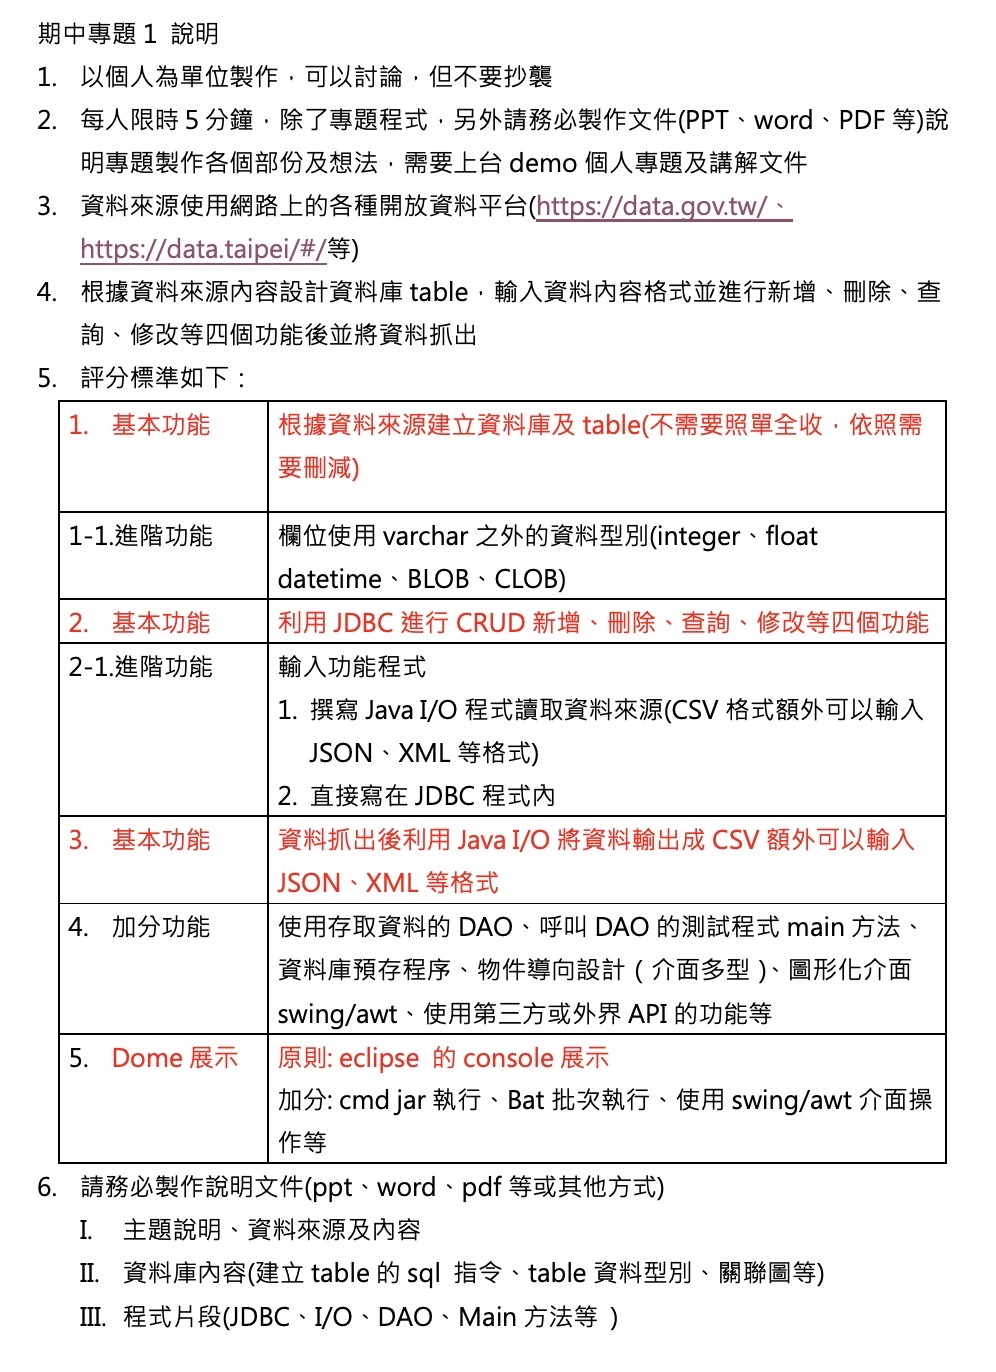 期中專題 1 說明
1. 以個人為單位製作，可以討論，但不要抄襲
2. 每人限時 5 分鐘，除了專題程式，另外請務必製作文件(PPT、word、PDF 等)說
明專題製作各個部份及想法，需要上台 demo 個人專題及講解文件
3. 資料來源使用網路上的各種開放資料平台(https://data.gov.tw/、
https://data.taipei/#/等)
4. 根據資料來源內容設計資料庫 table，輸入資料內容格式並進行新增、刪除、查
詢、修改等四個功能後並將資料抓出
5. 評分標準如下：
1. 基本功能
根據資料來源建立資料庫及 table(不需要照單全收，依照需
要刪減)
1-1.進階功能
欄位使用 varchar 之外的資料型別(integer、float
datetime、BLOB、CLOB)
2. 基本功能
利用 JDBC 進行 CRUD 新增、刪除、查詢、修改等四個功能
2-1.進階功能
輸入功能程式
1. 撰寫 Java I/O 程式讀取資料來源(CSV 格式額外可以輸入
JSON、XML 等格式)
2. 直接寫在 JDBC 程式內
3. 基本功能
資料抓出後利用 Java I/O 將資料輸出成 CSV 額外可以輸入
JSON、XML 等格式
4. 加分功能
使用存取資料的 DAO、呼叫 DAO 的測試程式 main 方法、
資料庫預存程序、物件導向設計 ( 介面多型 )、圖形化介面
swing/awt、使用第三方或外界 API 的功能等
5. Dome 展示
原則: eclipse 的 console 展示
加分: cmd jar 執行、Bat 批次執行、使用 swing/awt 介面操
作等
6. 請務必製作說明文件(ppt、word、pdf 等或其他方式)
I. 主題說明、資料來源及內容
II. 資料庫內容(建立 table 的 sql 指令、table 資料型別、關聯圖等)
III. 程式片段(JDBC、I/O、DAO、Main 方法等 )